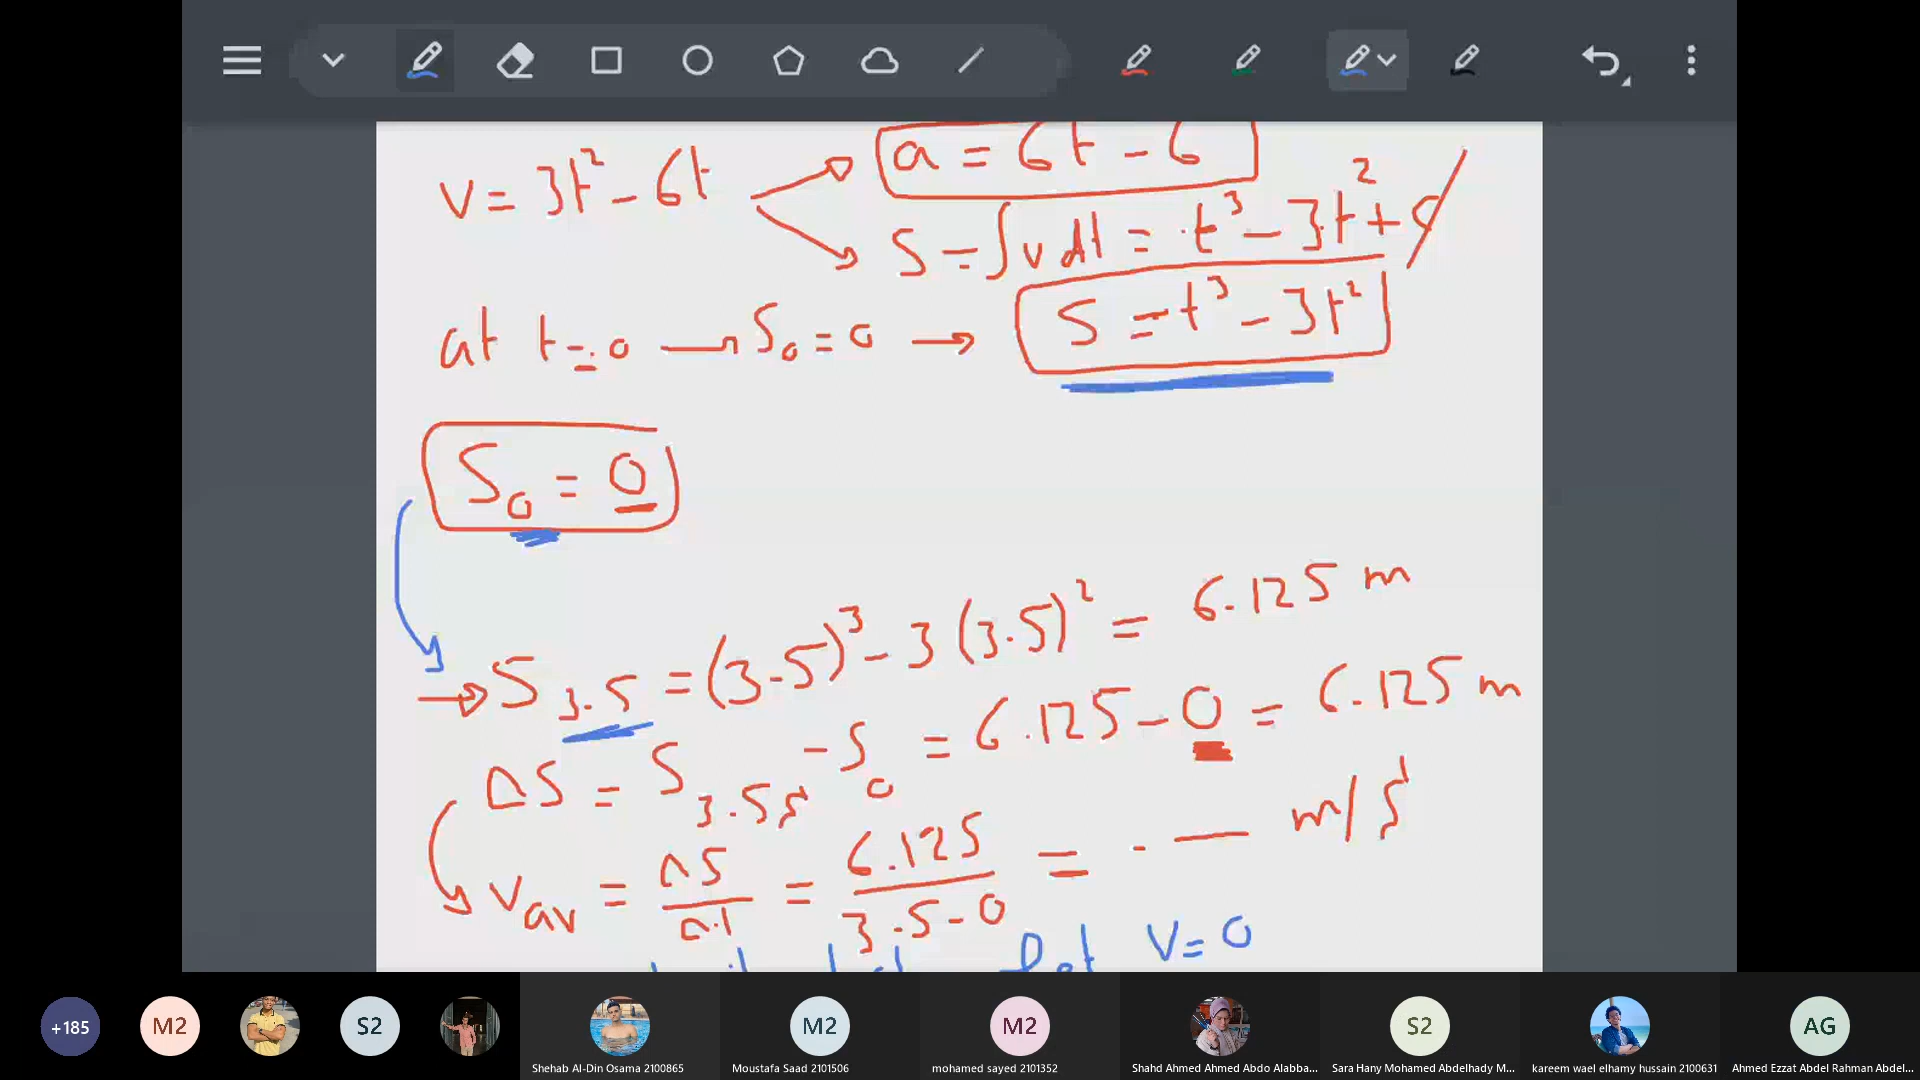 v = 3t² - 6t
a = 6t - 6
S = ∫ v dt = t³ - 3t² + c
at t = 0 → S₀ = 0 → S = t³ - 3t²
S₀ = 0
→ S₃.₅ = (3.5)³ - 3(3.5)² = 6.125 m
ΔS = S₃.₅ - S₀ = 6.125 - 0 = 6.125 m
Vav = ΔS/Δt = 6.125/(3.5 - 0) = . — m/s
let V = 0
+185
M2
S2
Shehab Al-Din Osama 2100865
M2
Moustafa Saad 2101506
M2
mohamed sayed 2101352
Shahd Ahmed Ahmed Abdo Alabba...
S2
Sara Hany Mohamed Abdelhady M...
kareem wael elhamy hussain 2100631
AG
Ahmed Ezzat Abdel Rahman Abdel...